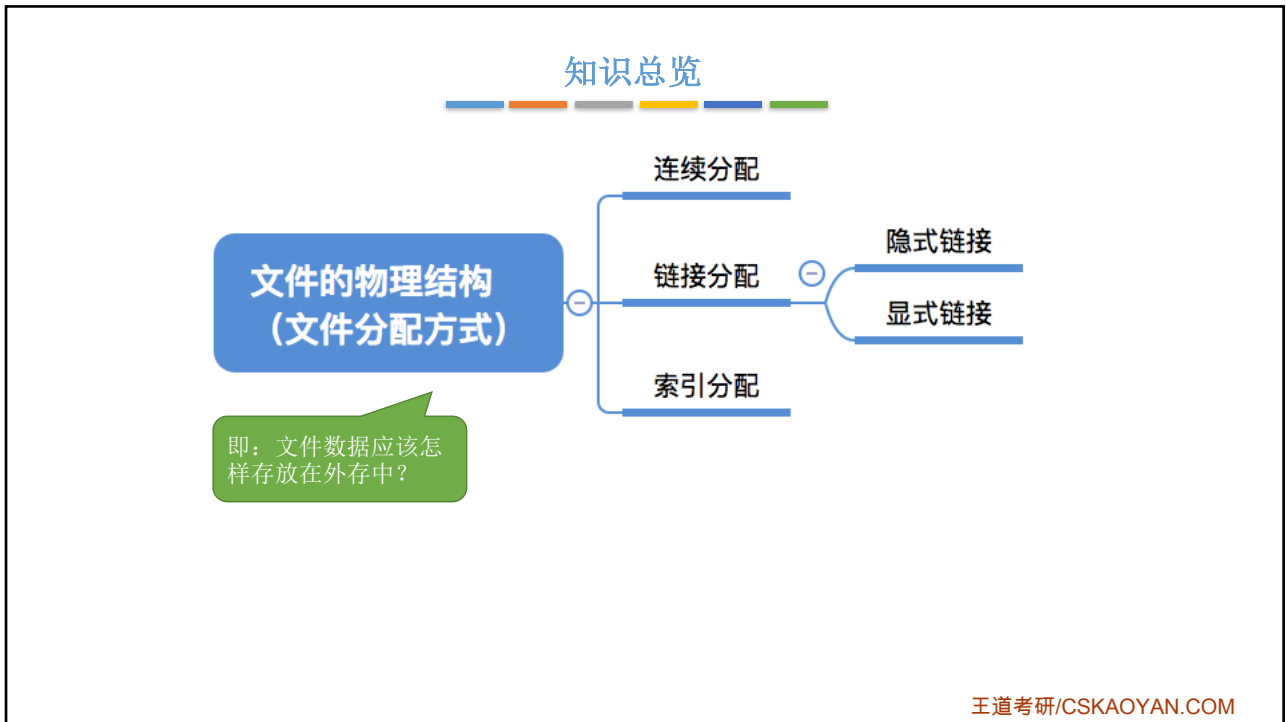 知识总览
连续分配
隐式链接
文件的物理结构
（文件分配方式）
链接分配
显式链接
索引分配
即：文件数据应该怎
样存放在外存中？
王道考研/CSKAOYAN.COM